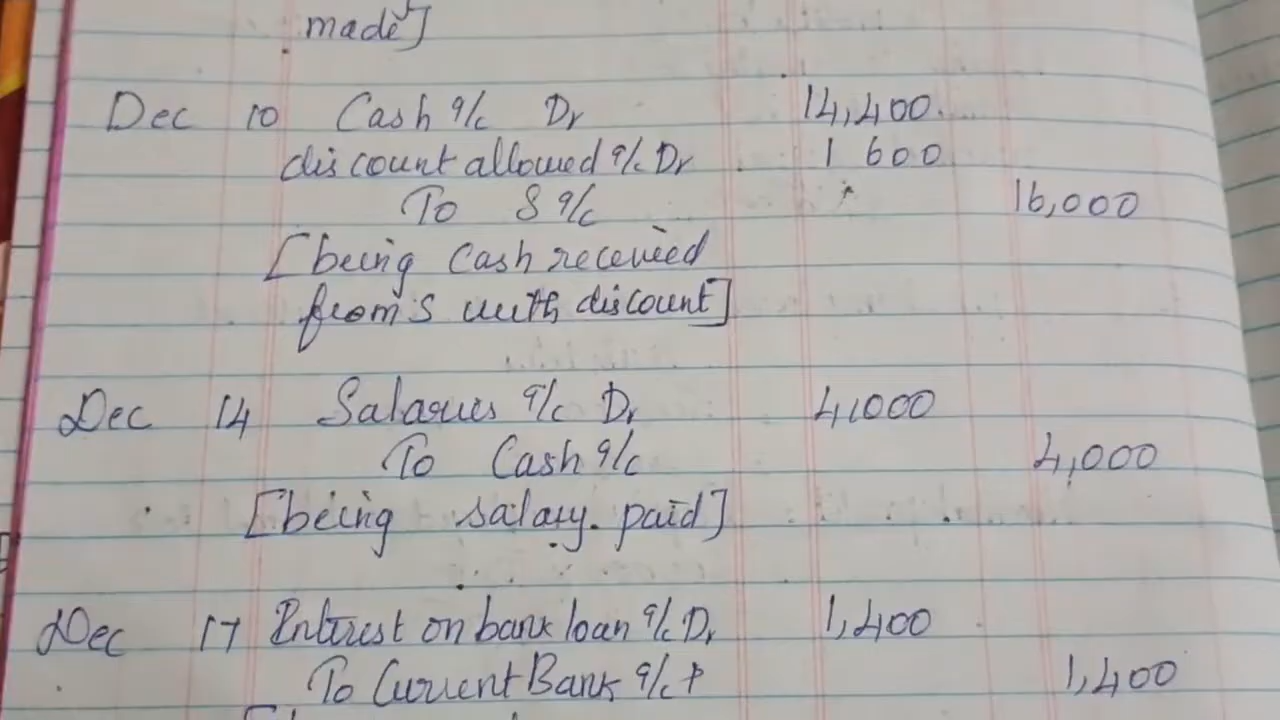 made]
Dec 10 Cash a/c Dr 14,400
discount allowed a/c Dr 1 600
To S a/c 16,000
[being Cash received
from S with discount]
Dec 14 Salaries a/c Dr 4,000
To Cash a/c 4,000
[being salary paid]
Dec 17 Interest on bank loan a/c Dr 1,400
To Current Bank a/c 1,400